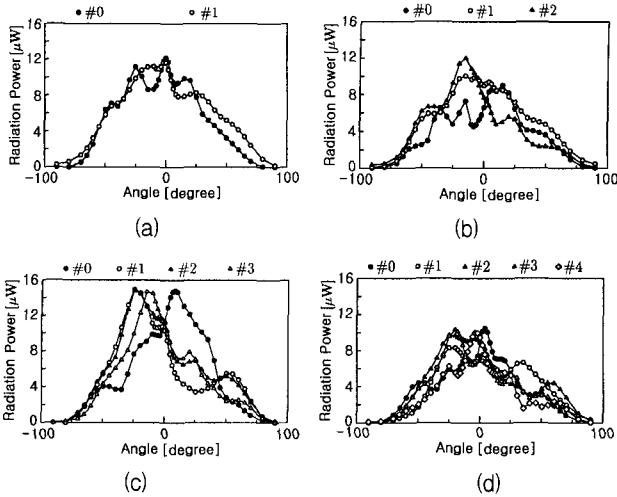 #0 #1
Radiation Power [μW]
16
12
8
4
0
-100 0 100
Angle [degree]
(a)
#0 #1 #2
Radiation Power [μW]
16
12
8
4
0
-100 0 100
Angle [degree]
(b)
#0 #1 #2 #3
Radiation Power [μW]
16
12
8
4
0
-100 0 100
Angle [degree]
(c)
#0 #1 #2 #3 #4
Radiation Power [μW]
16
12
8
4
0
-100 0 100
Angle [degree]
(d)